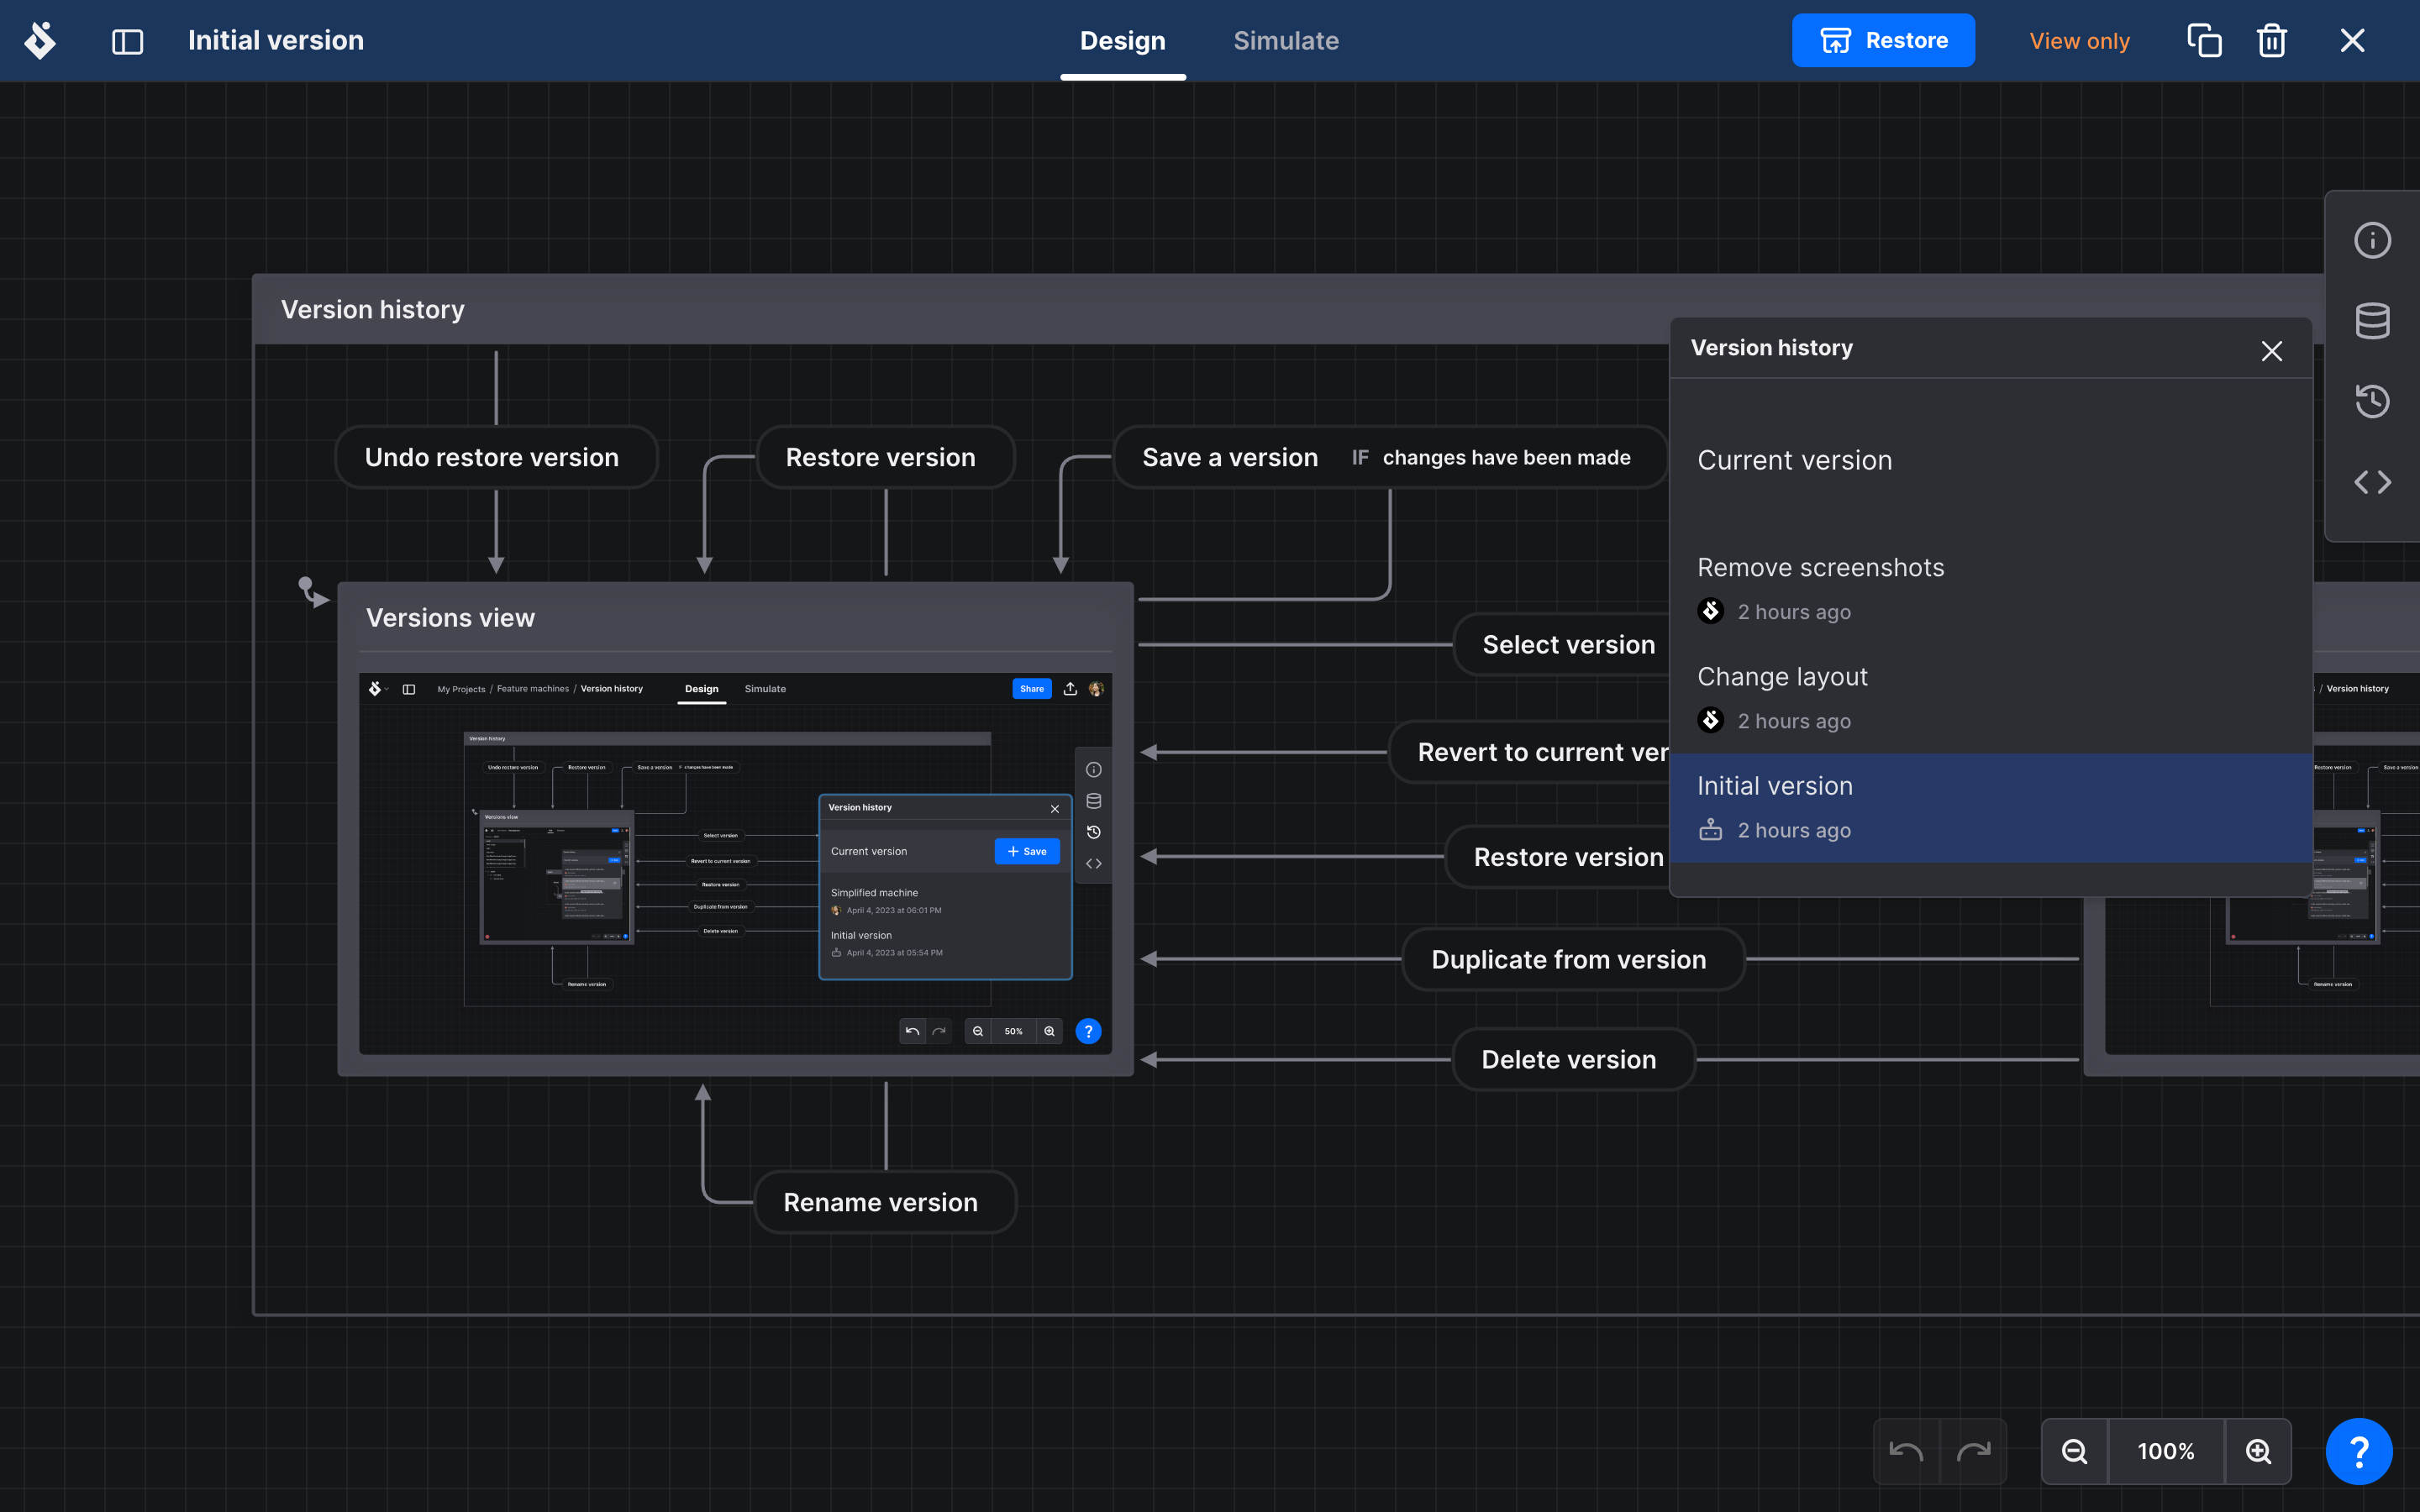 Initial version
Design
Simulate
Restore
View only
Version history
Undo restore version
Restore version
Save a version IF changes have been made
Version history
Current version
Remove screenshots
2 hours ago
Change layout
2 hours ago
Initial version
2 hours ago
Versions view
Select version
Revert to current ver
Restore version
Duplicate from version
Delete version
Rename version
My Projects / Feature machines / Version history
Design
Simulate
Share
Version history
Undo restore version
Restore version
Save a version IF changes have been made
Versions view
Select version
Revert to current version
Restore version
Duplicate from version
Delete version
Rename version
Version history
Current version
+ Save
Simplified machine
April 4, 2023 at 06:01 PM
Initial version
April 4, 2023 at 05:54 PM
50%
?
/ Version history
Restore version
Save a version
Rename version
100%
?